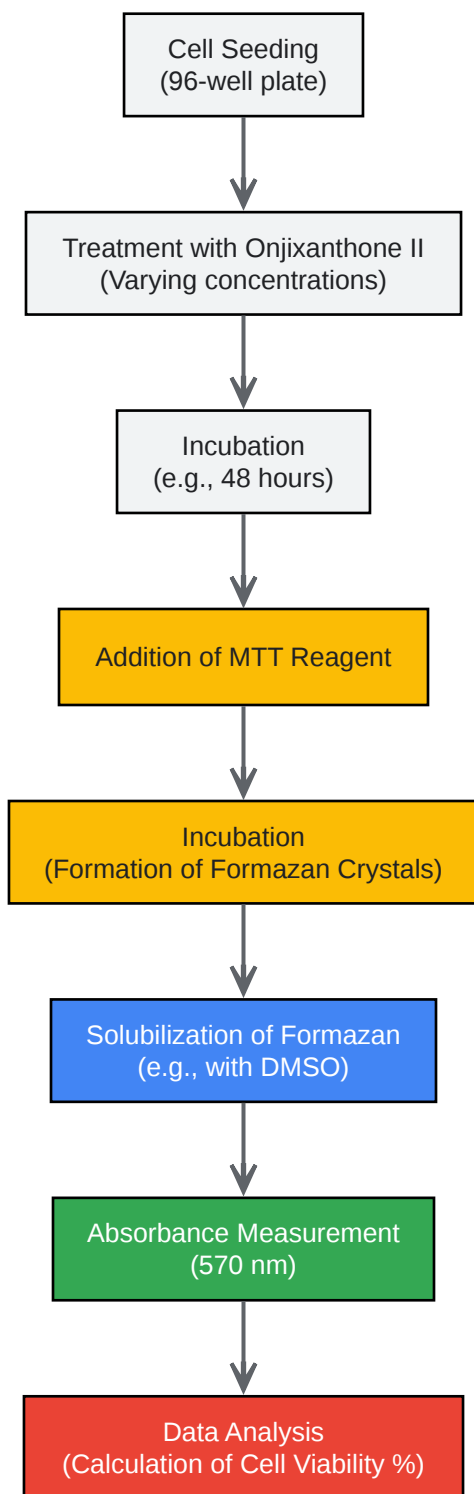 Cell Seeding
(96-well plate)
Treatment with Onjixanthone II
(Varying concentrations)
Incubation
(e.g., 48 hours)
Addition of MTT Reagent
Incubation
(Formation of Formazan Crystals)
Solubilization of Formazan
(e.g., with DMSO)
Absorbance Measurement
(570 nm)
Data Analysis
(Calculation of Cell Viability %)